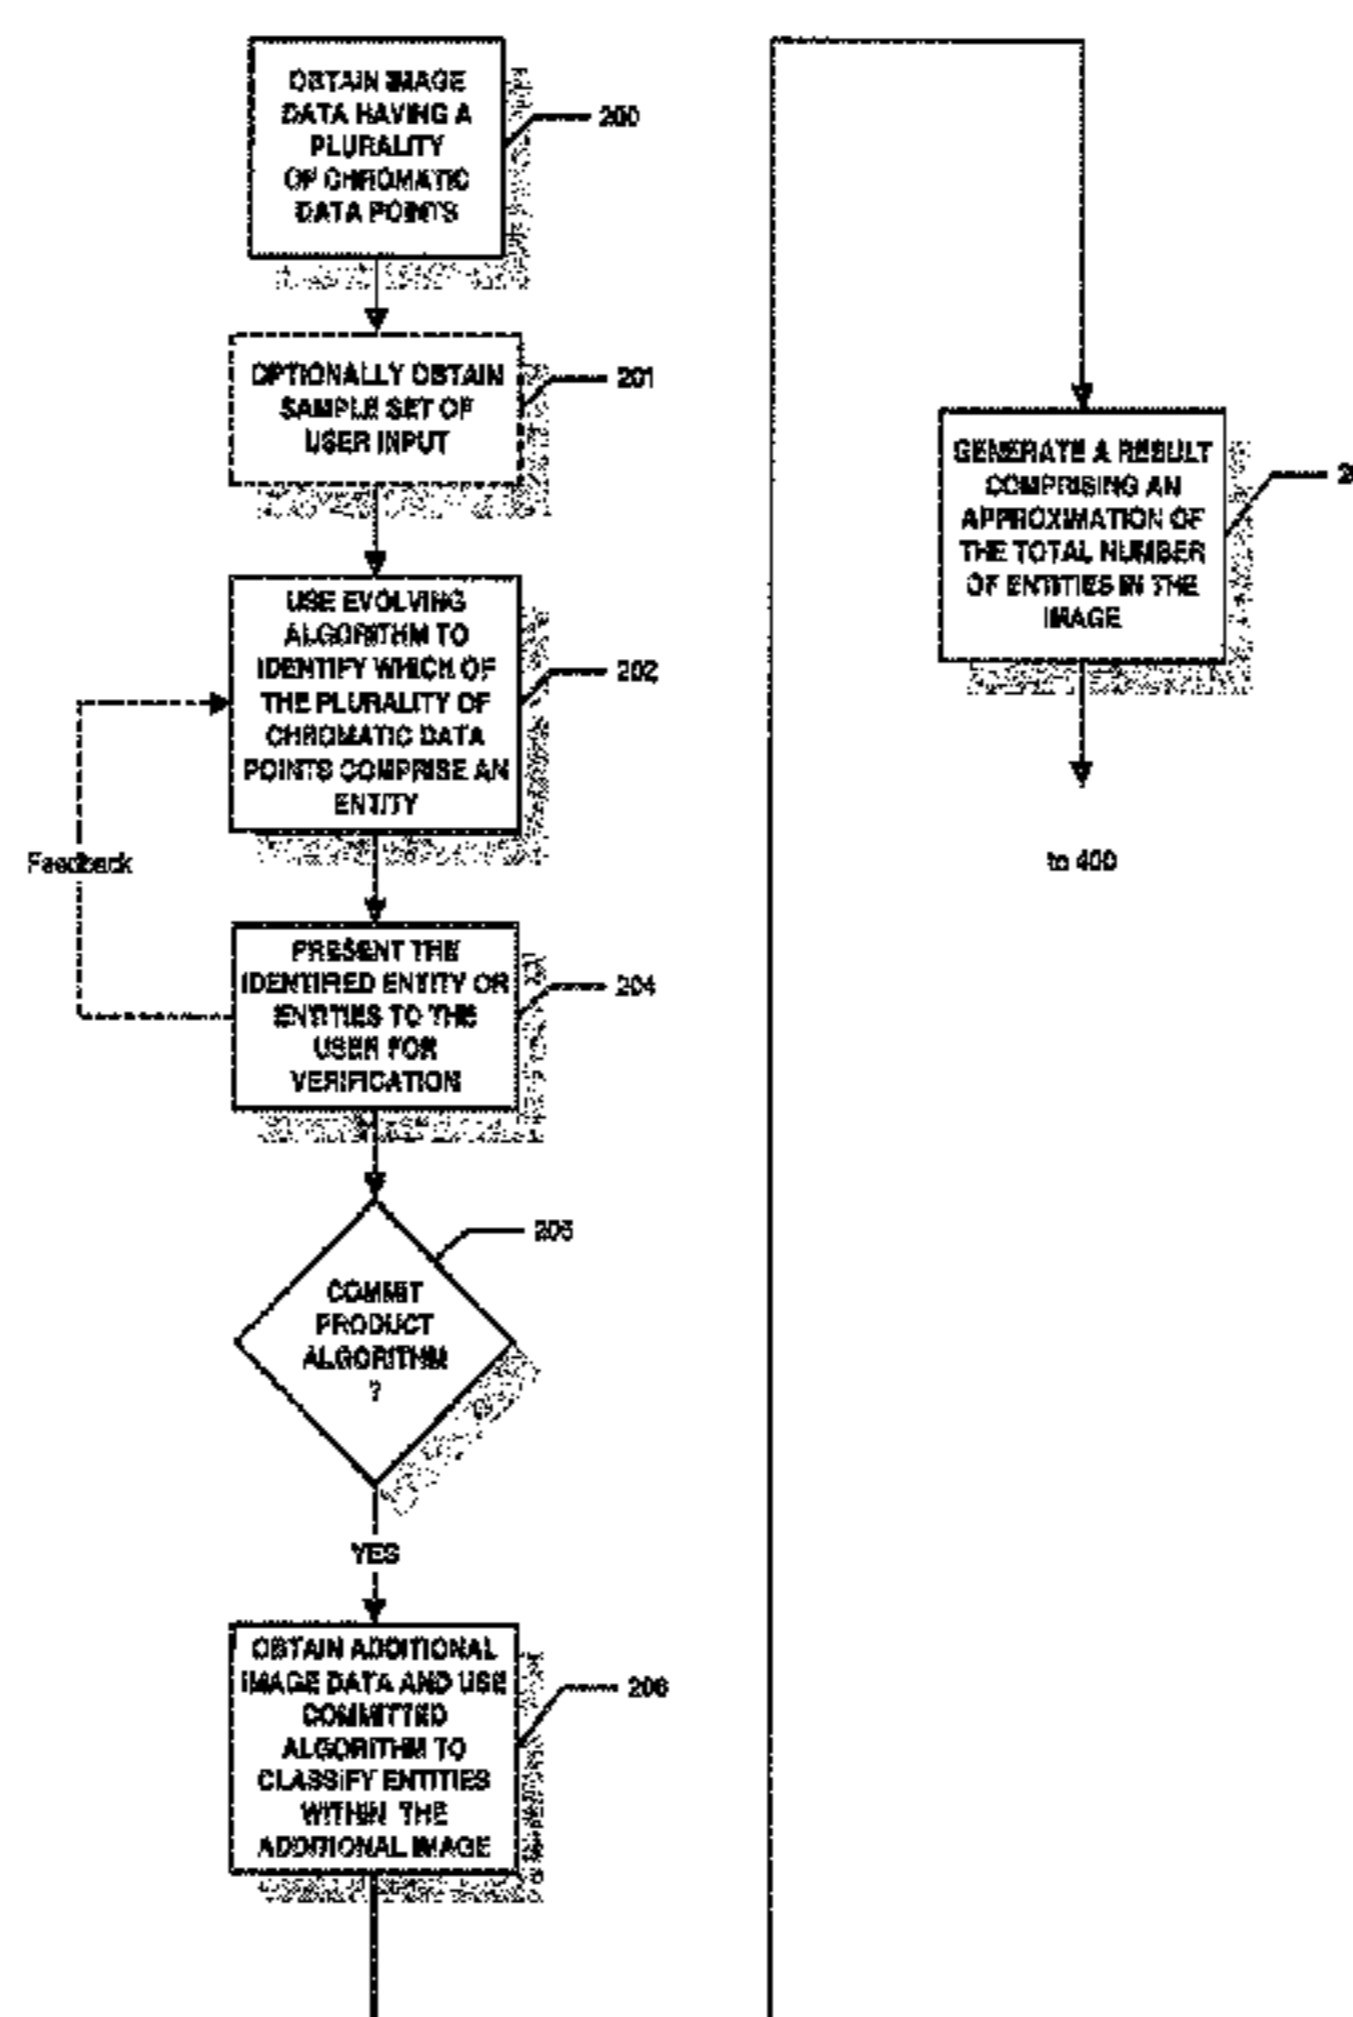 OBTAIN IMAGE
DATA HAVING A
PLURALITY
OF CHROMATIC
DATA POINTS
200
OPTIONALLY OBTAIN
SAMPLE SET OF
USER INPUT
201
USE EVOLVING
ALGORITHM TO
IDENTIFY WHICH OF
THE PLURALITY OF
CHROMATIC DATA
POINTS COMPRISE AN
ENTITY
202
Feedback
PRESENT THE
IDENTIFIED ENTITY OR
ENTITIES TO THE
USER FOR
VERIFICATION
204
205
COMMIT
PRODUCT
ALGORITHM
?
YES
OBTAIN ADDITIONAL
IMAGE DATA AND USE
COMMITTED
ALGORITHM TO
CLASSIFY ENTITIES
WITHIN THE
ADDITIONAL IMAGE
206
GENERATE A RESULT
COMPRISING AN
APPROXIMATION OF
THE TOTAL NUMBER
OF ENTITIES IN THE
IMAGE
to 400